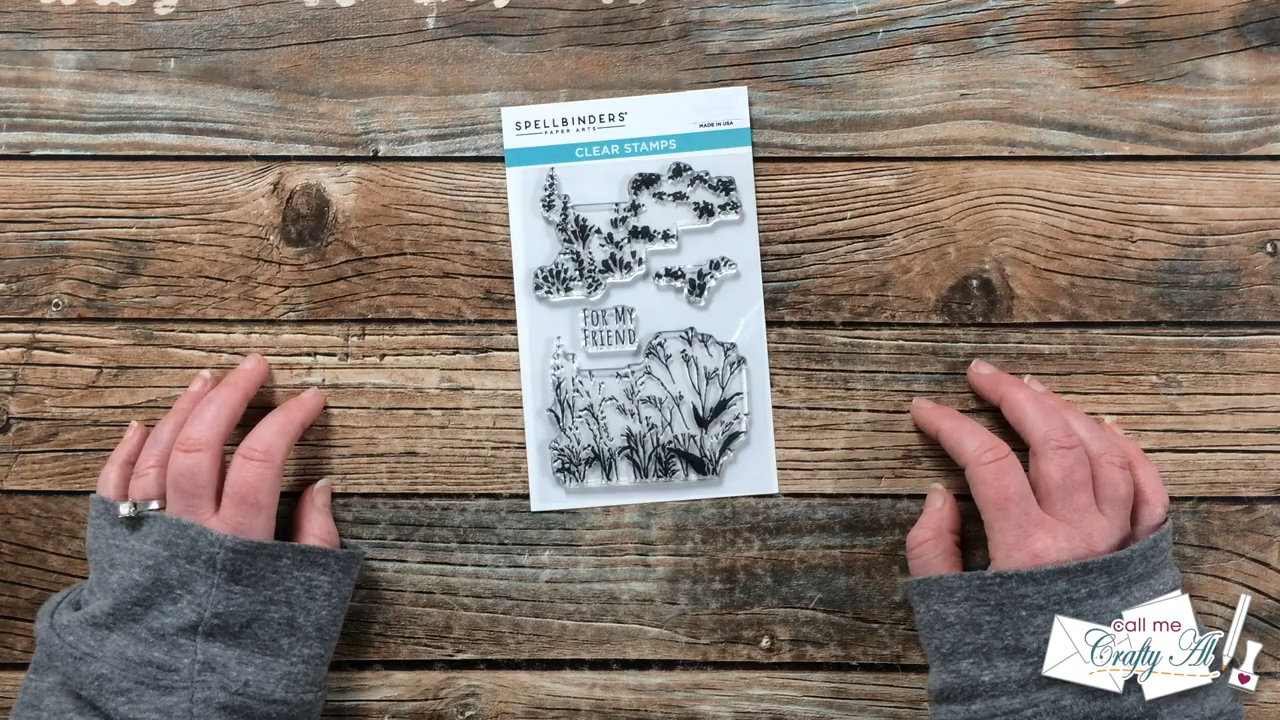 SPELLBINDERS®
PAPER ARTS
MADE IN USA
CLEAR STAMPS
FOR MY
FRIEND
call me
Crafty Al